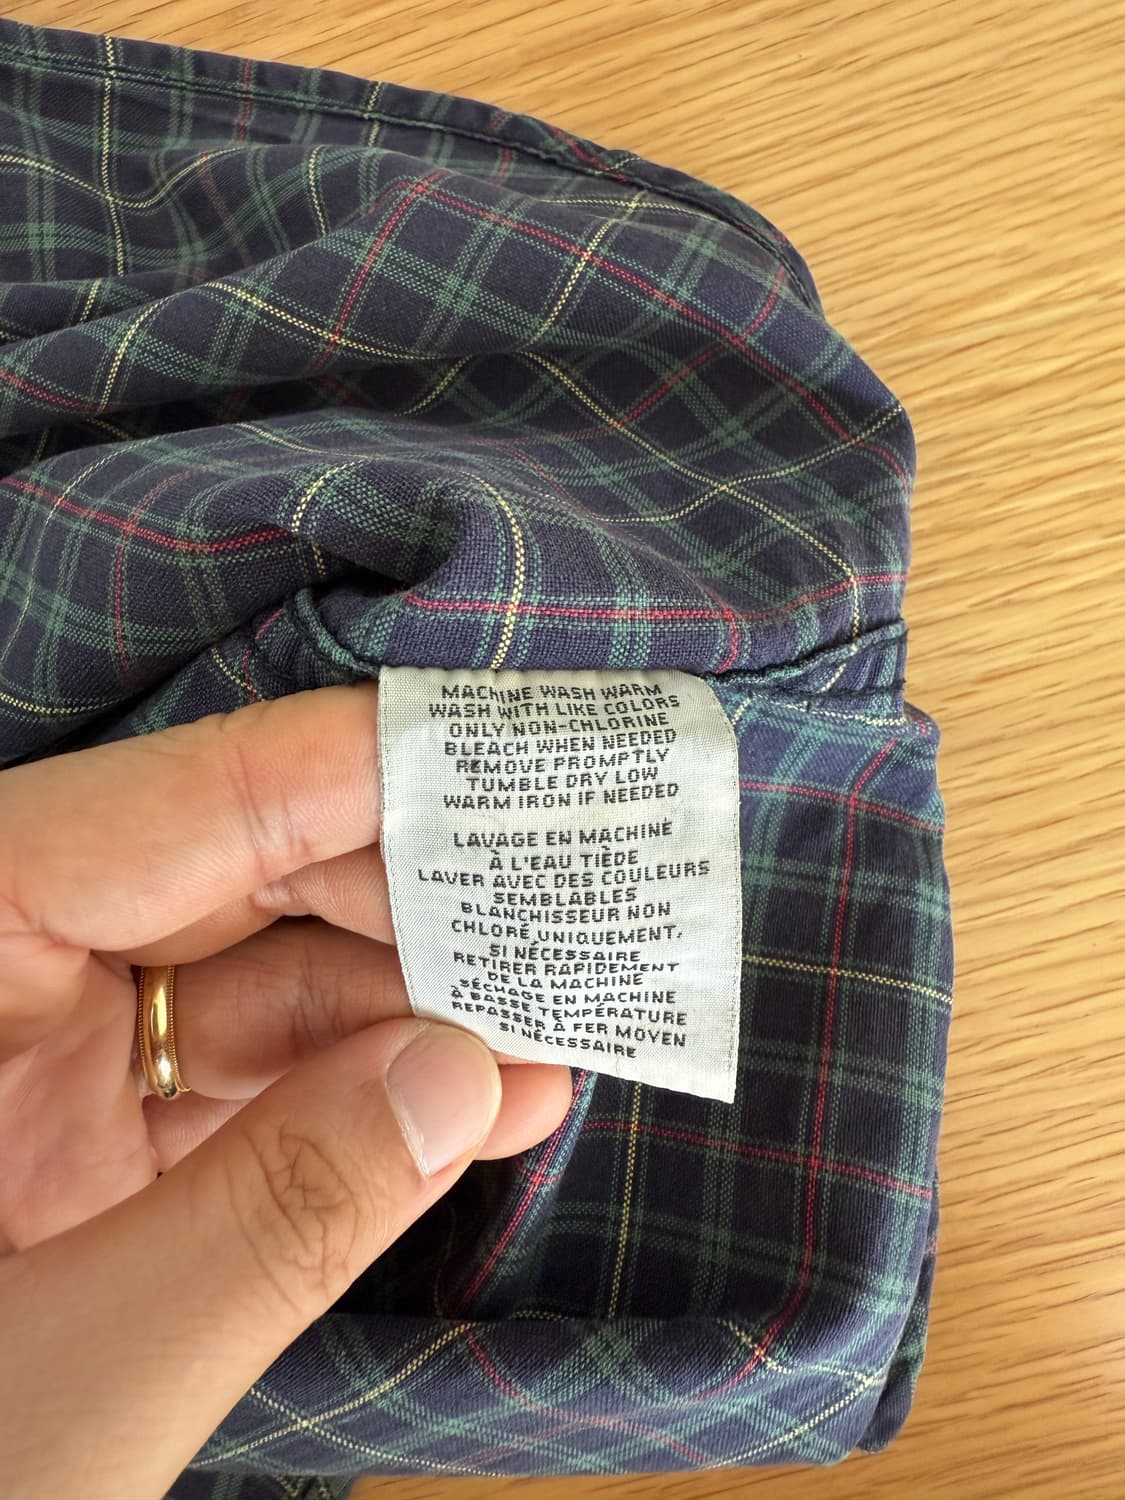 MACHINE WASH WARM
WASH WITH LIKE COLORS
ONLY NON-CHLORINE
BLEACH WHEN NEEDED
REMOVE PROMPTLY
TUMBLE DRY LOW
WARM IRON IF NEEDED
LAVAGE EN MACHINE
À L'EAU TIÈDE
LAVER AVEC DES COULEURS
SEMBLABLES
BLANCHISSEUR NON
CHLORÉ UNIQUEMENT,
SI NÉCESSAIRE
RETIRER RAPIDEMENT
DE LA MACHINE
SÉCHAGE EN MACHINE
À BASSE TEMPÉRATURE
REPASSER À FER MOYEN
SI NÉCESSAIRE